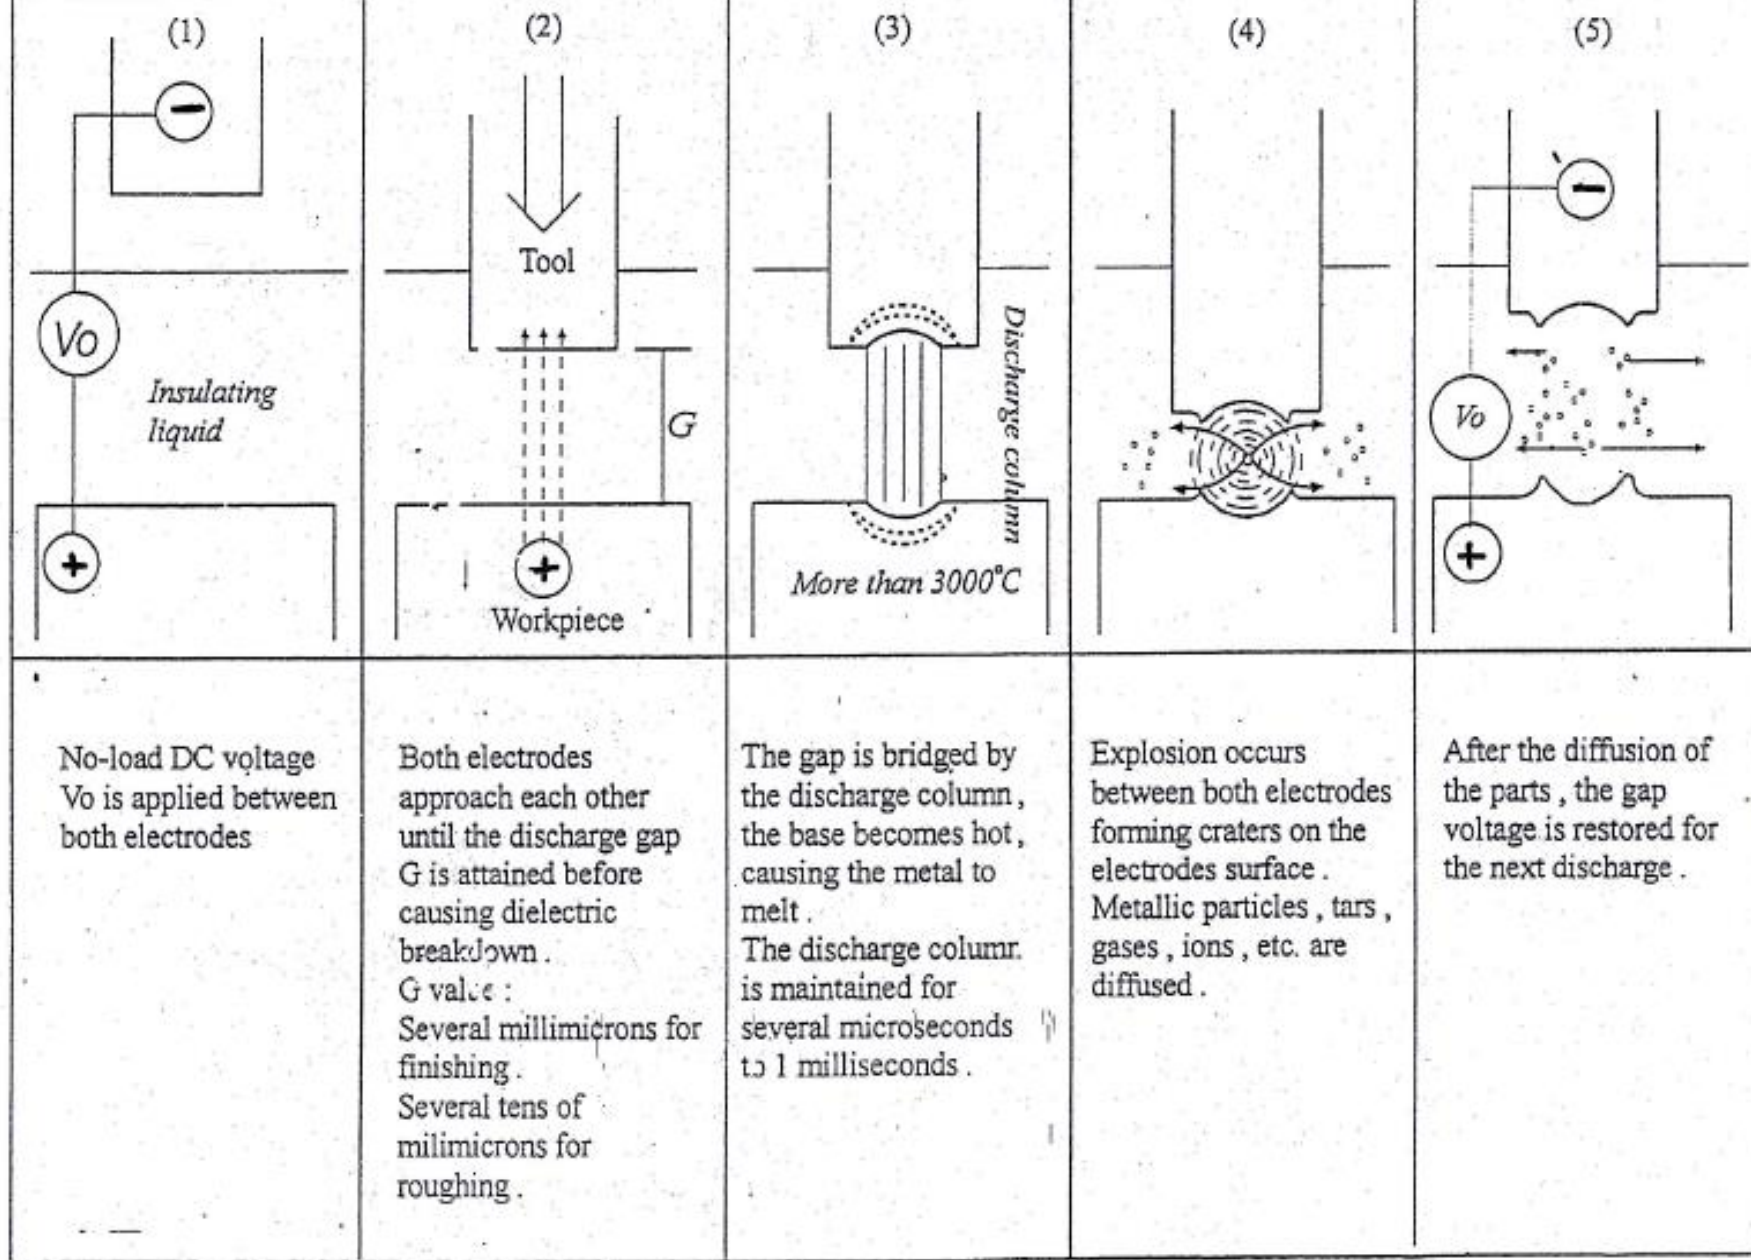 (1)
(2)
(3)
(4)
(5)
−
Vo
Insulating
liquid
+
Tool
G
+
Workpiece
Discharge column
More than 3000°C
−
Vo
+
No-load DC voltage
Vo is applied between
both electrodes
Both electrodes
approach each other
until the discharge gap
G is attained before
causing dielectric
breakdown .
G value :
Several millimicrons for
finishing .
Several tens of
milimicrons for
roughing .
The gap is bridged by
the discharge column ,
the base becomes hot ,
causing the metal to
melt .
The discharge column
is maintained for
several microseconds
to 1 milliseconds .
Explosion occurs
between both electrodes
forming craters on the
electrodes surface .
Metallic particles , tars ,
gases , ions , etc. are
diffused .
After the diffusion of
the parts , the gap
voltage is restored for
the next discharge .